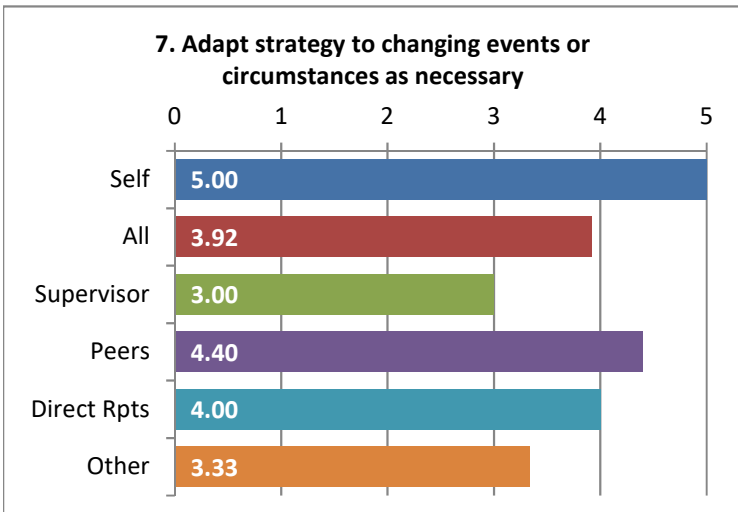 7. Adapt strategy to changing events or
circumstances as necessary
0 1 2 3 4 5
Self 5.00
All 3.92
Supervisor 3.00
Peers 4.40
Direct Rpts 4.00
Other 3.33